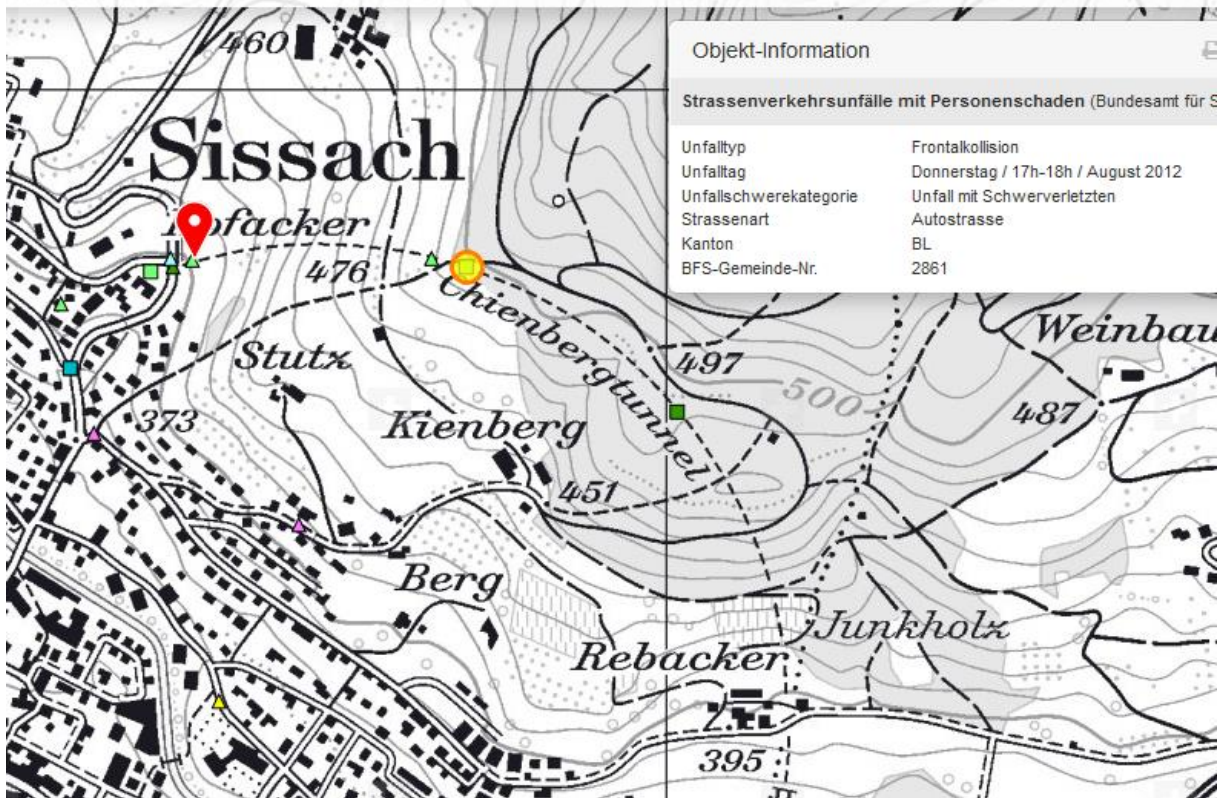 460
Sissach
476
Stutz
373
Kienberg
451
Berg
Chienbergtunnel
497
500
Weinbau
487
Junkholz
Rebacker
395
Objekt-Information
Strassenverkehrsunfälle mit Personenschaden (Bundesamt für S
Unfalltyp Frontalkollision
Unfalltag Donnerstag / 17h-18h / August 2012
Unfallschwerekategorie Unfall mit Schwerverletzten
Strassenart Autostrasse
Kanton BL
BFS-Gemeinde-Nr. 2861